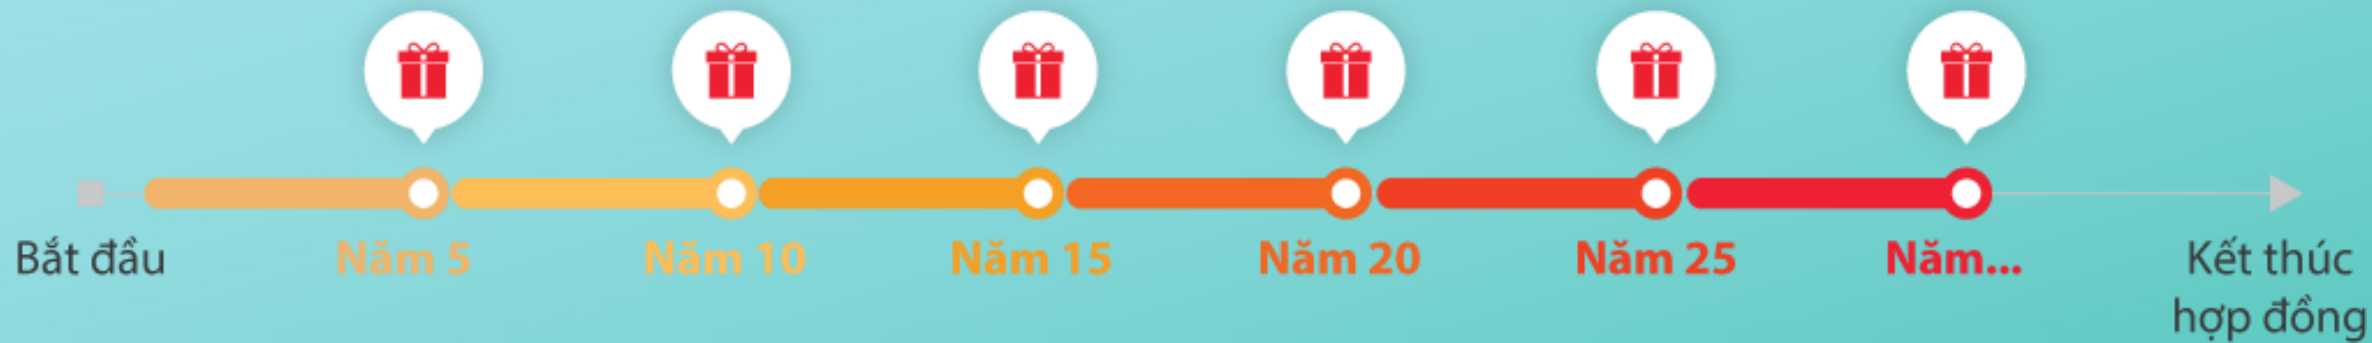 Bắt đầu
Năm 5
Năm 10
Năm 15
Năm 20
Năm 25
Năm...
Kết thúc
hợp đồng